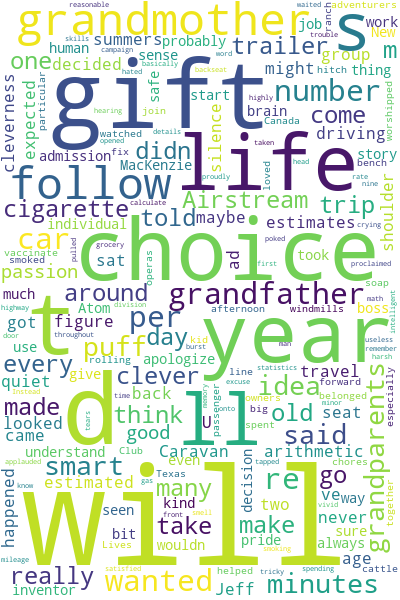 reasonable waited adventurers
grandmother s
summers probably job work New ranch
trailer
human
one decided m
tricky skills word campaign backseat
sense safe group thing
might hitch
cleverness expected particular
gift number
hated basically join start brain Canada silence come driving worshipped
details hearing
admission fix watched opened MacKenzie didn story bench
life
follow
loved rate nine
cigarette told maybe Airstream trip
taken highly head proudly
individual estimates shoulder
passion car sat ad took crying
calculate grocery poked
smoked pulled operas proclaimed
choice
much around grandfather windmills
soap
t
year
vaccinate Atom per afternoon boss
highway got throughout figure division first math intelligent
puff day kid travel especially
use rolling apologize
door quiet every give burst line man forward useless
instead looked clever back passenger owners belonged remember
made idea old seat harsh
tears came think U big spent minor
d ll said grandparents
understand Club good memory onto Caravan arithmetic chores
applauded time excuse statistics
smart estimated Texas even decision re go together
know happened many gas tapped two ve way
seen kind take make never
will
bit wouldn pride sure always
really front smoking age
mileage Lives wanted cattle
inventor satisfied helped Jeff minutes
tricky spending trouble